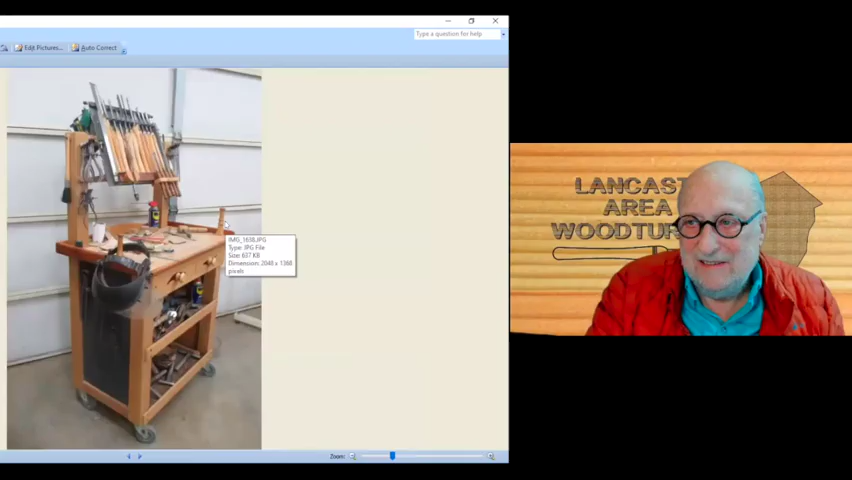 Type a question for help
Edit Pictures...
Auto Correct
IMG_1638.JPG
Type: JPG File
Size: 637 KB
Dimension: 2048 x 1368
pixels
Zoom:
LANCAST
AREA
WOODTUR